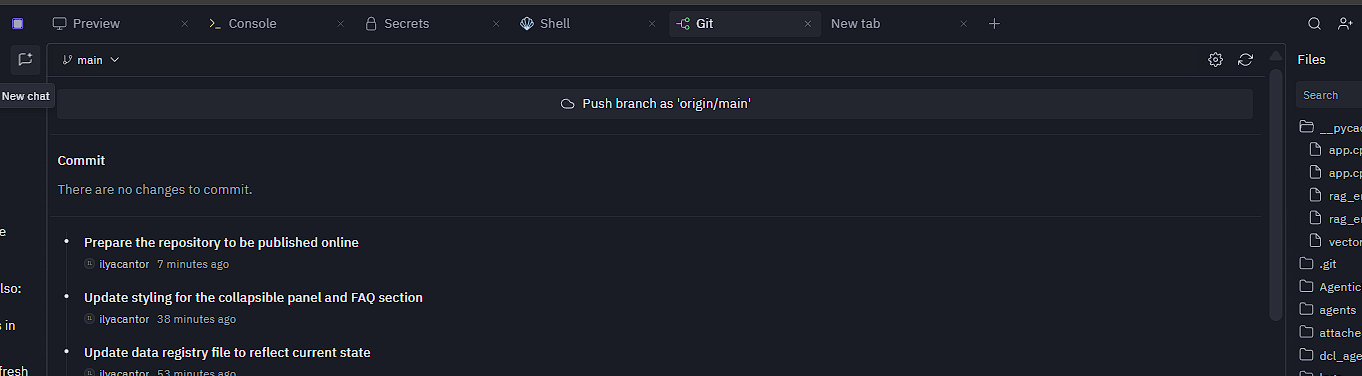 Preview
Console
Secrets
Shell
Git
New tab
New chat
main
Push branch as 'origin/main'
Commit
There are no changes to commit.
Prepare the repository to be published online
ilyacantor 7 minutes ago
Update styling for the collapsible panel and FAQ section
ilyacantor 38 minutes ago
Update data registry file to reflect current state
ilyacantor 53 minutes ago
e
lso:
s in
fresh
Files
Search
__pycac
app.cp
app.cp
rag_e
rag_e
vector
.git
Agentic
agents
attache
dcl_age